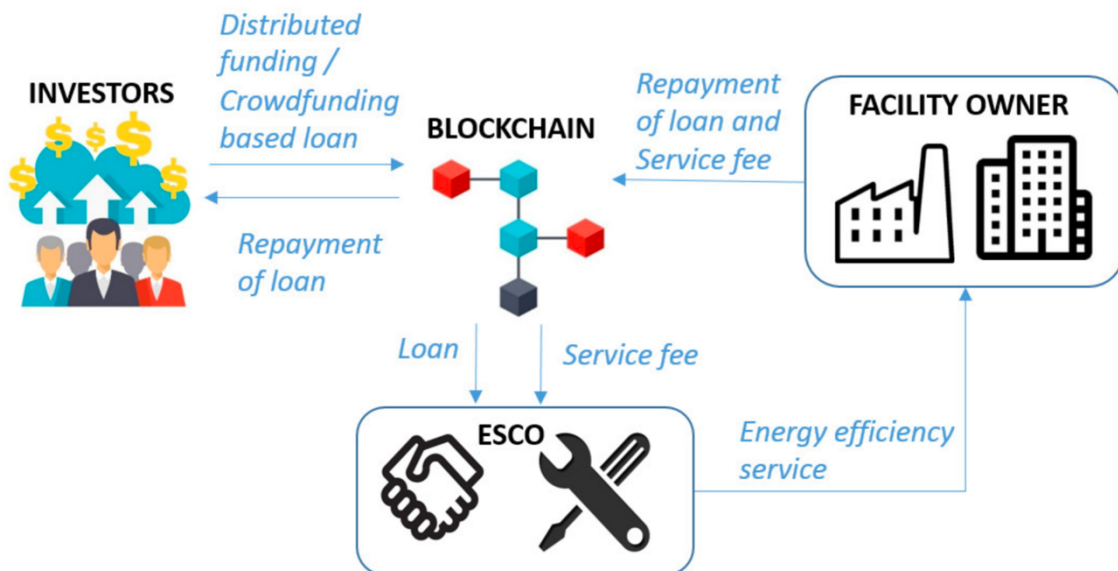 INVESTORS
Distributed
funding /
Crowdfunding
based loan
Repayment
of loan
BLOCKCHAIN
Repayment
of loan and
Service fee
FACILITY OWNER
Loan
Service fee
ESCO
Energy efficiency
service